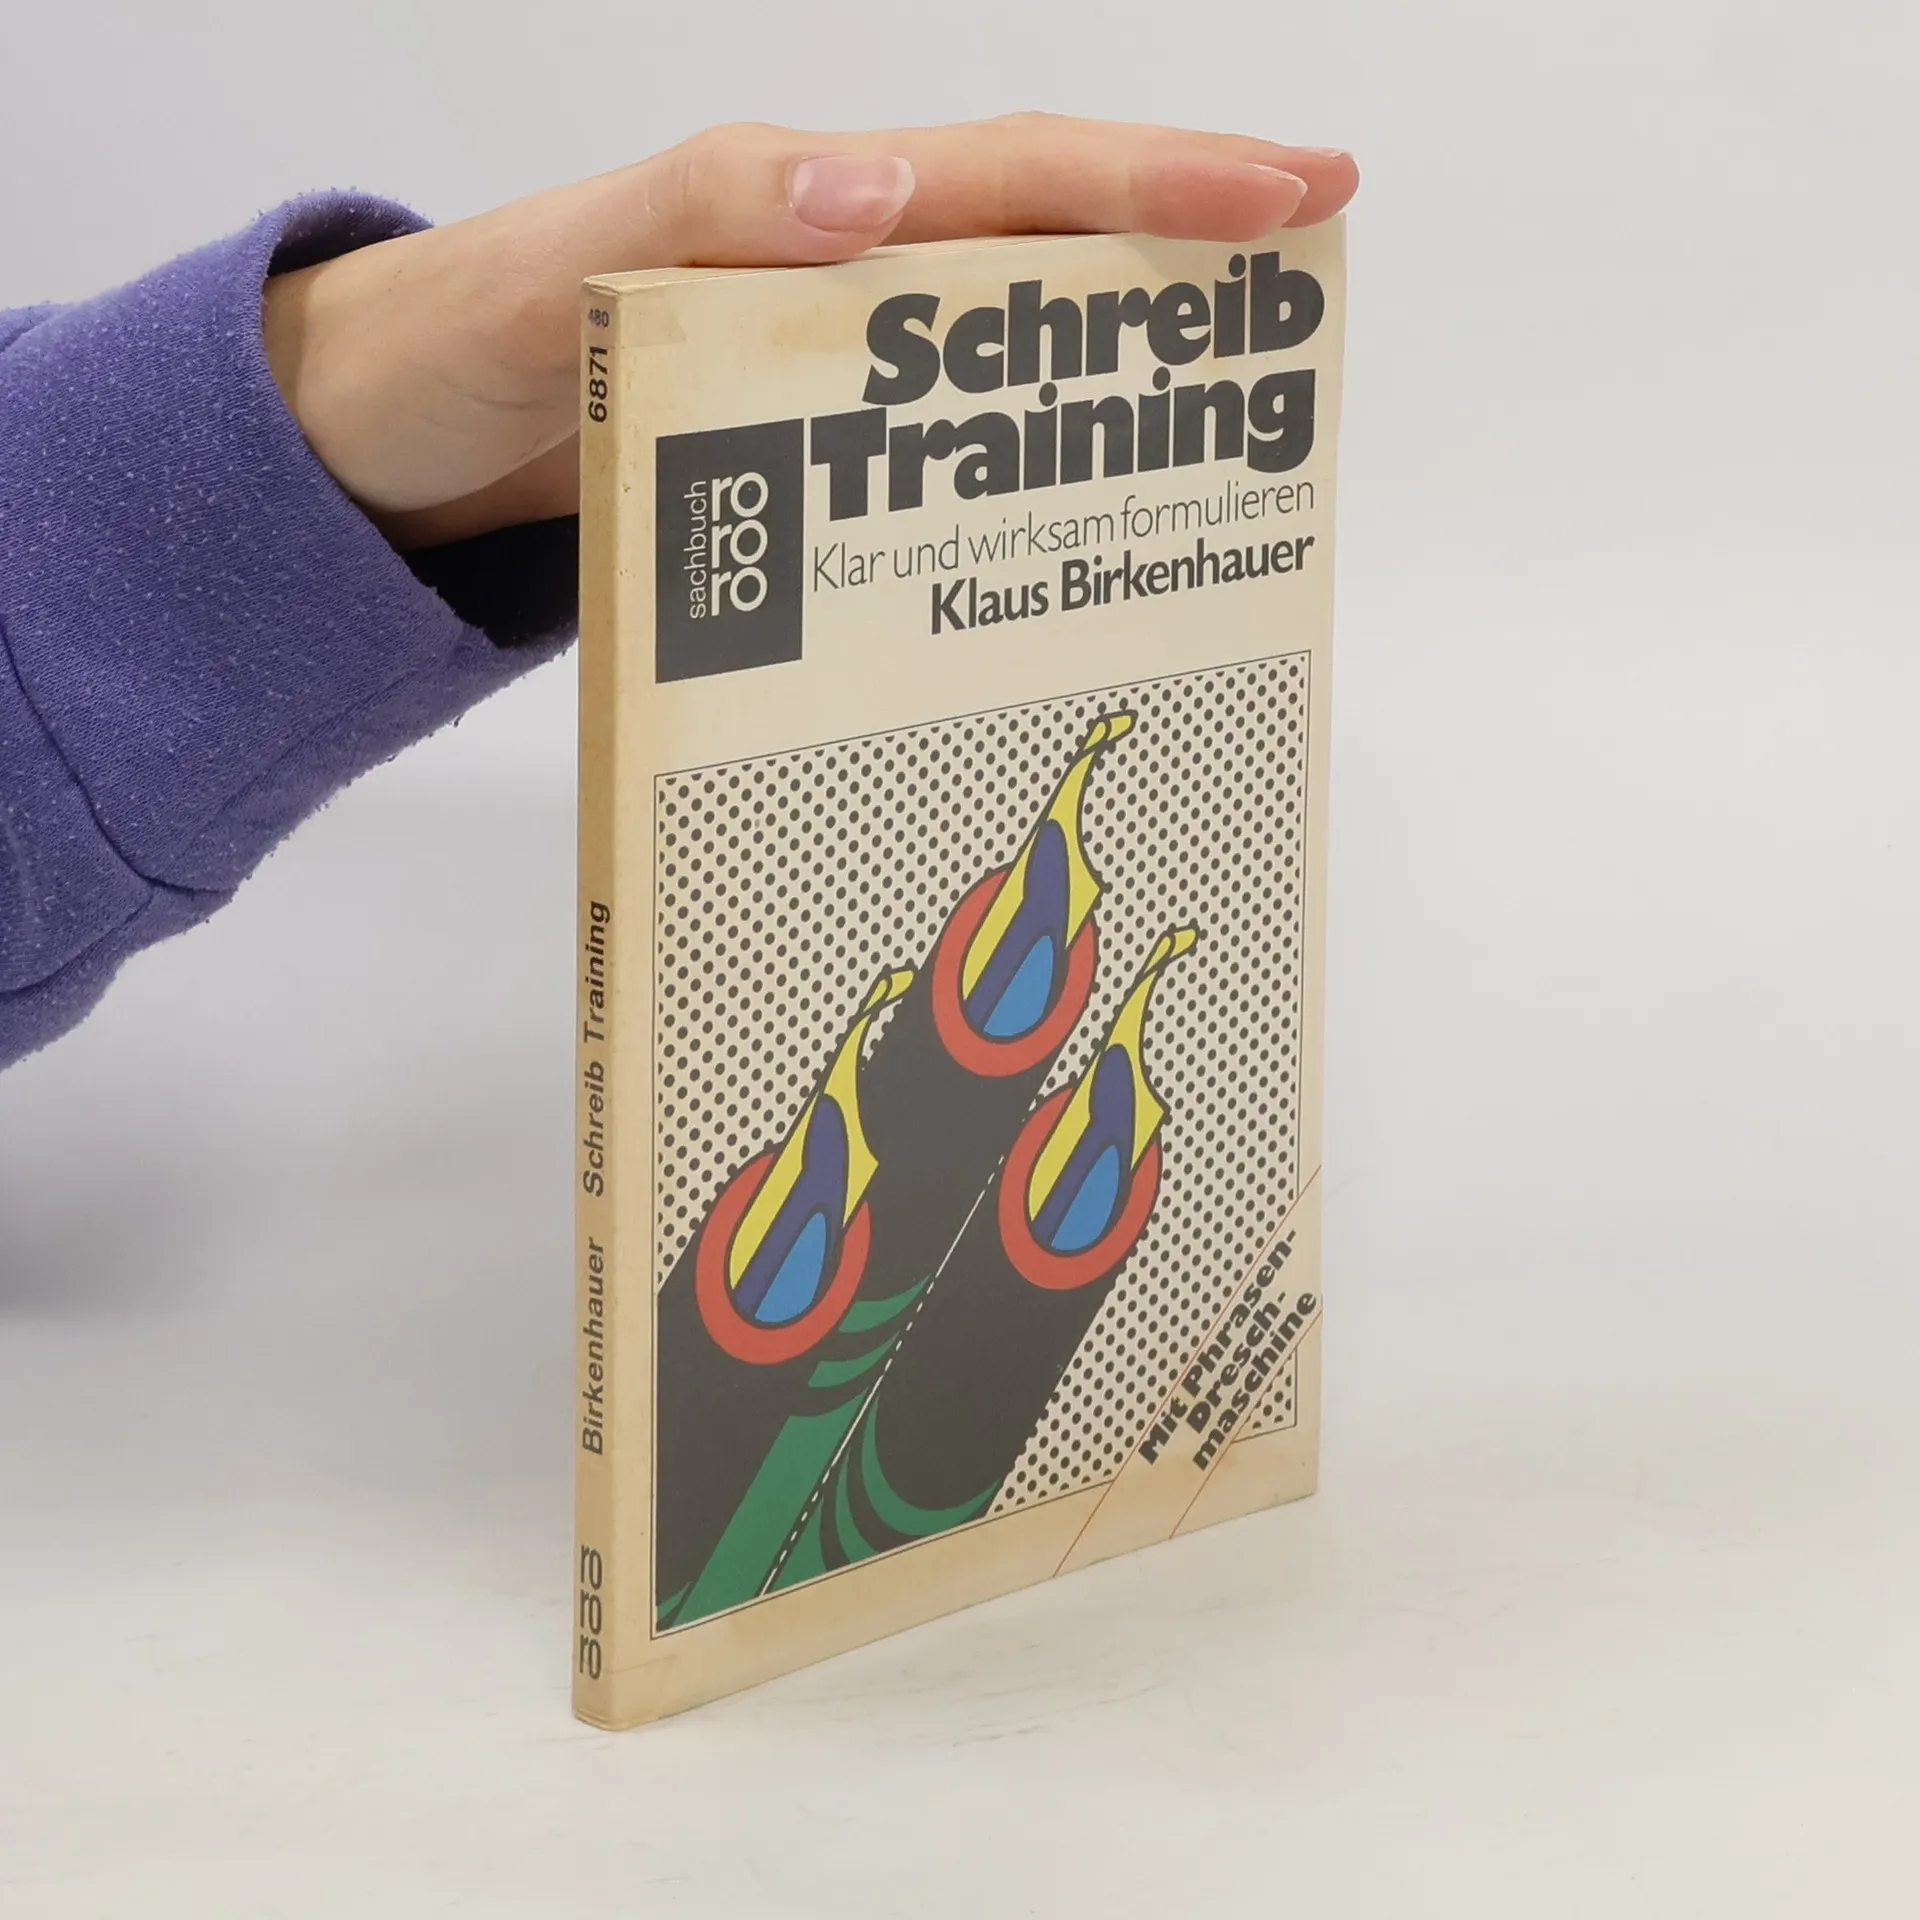 480
6871
Birkenhauer Schreib Training
ro
ro
ro
Schreib
Training
sachbuch
ro
ro
ro
Klar und wirksam formulieren
Klaus Birkenhauer
Mit Phrasen-
Dresch-
maschine